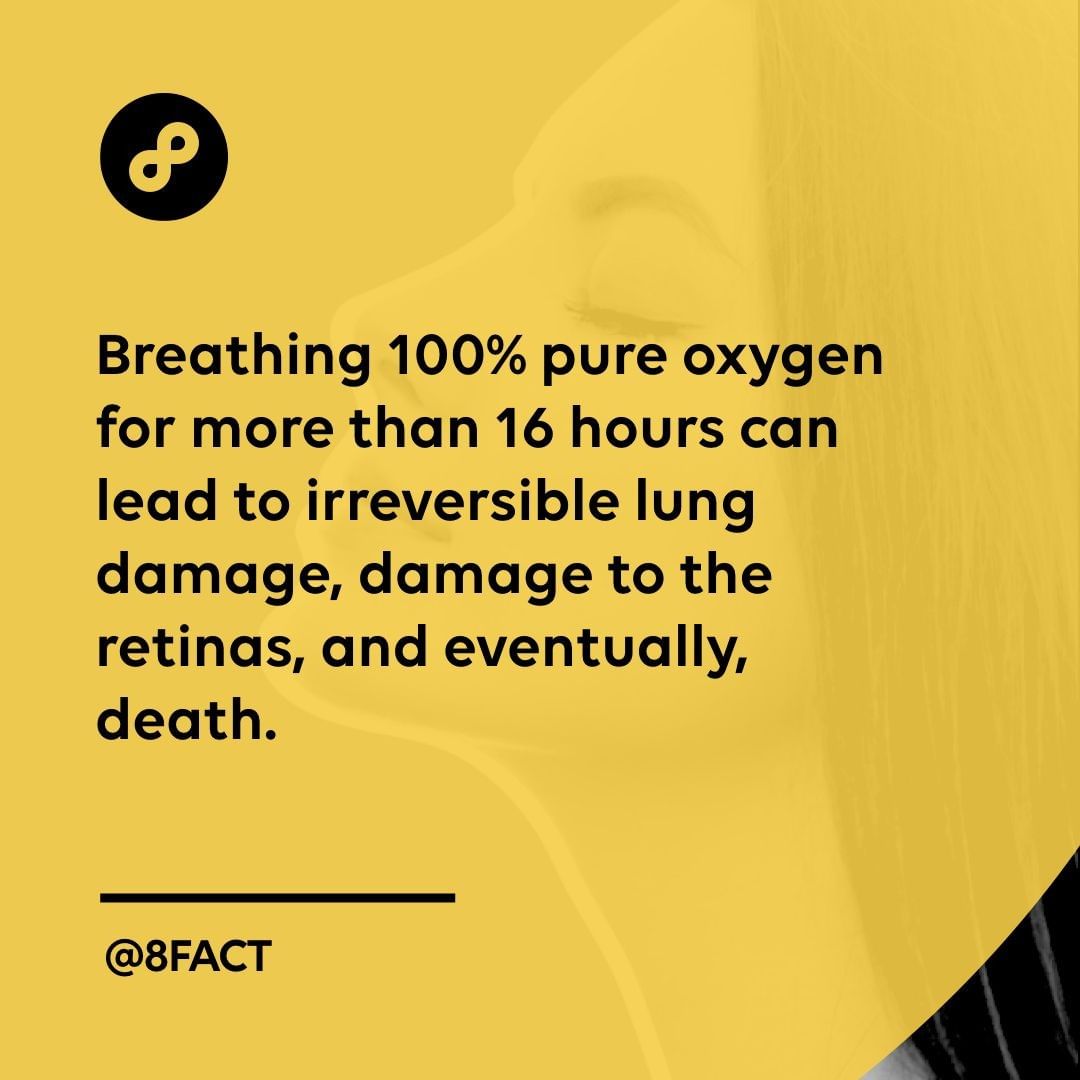 Breathing 100% pure oxygen
for more than 16 hours can
lead to irreversible lung
damage, damage to the
retinas, and eventually,
death.
@8FACT